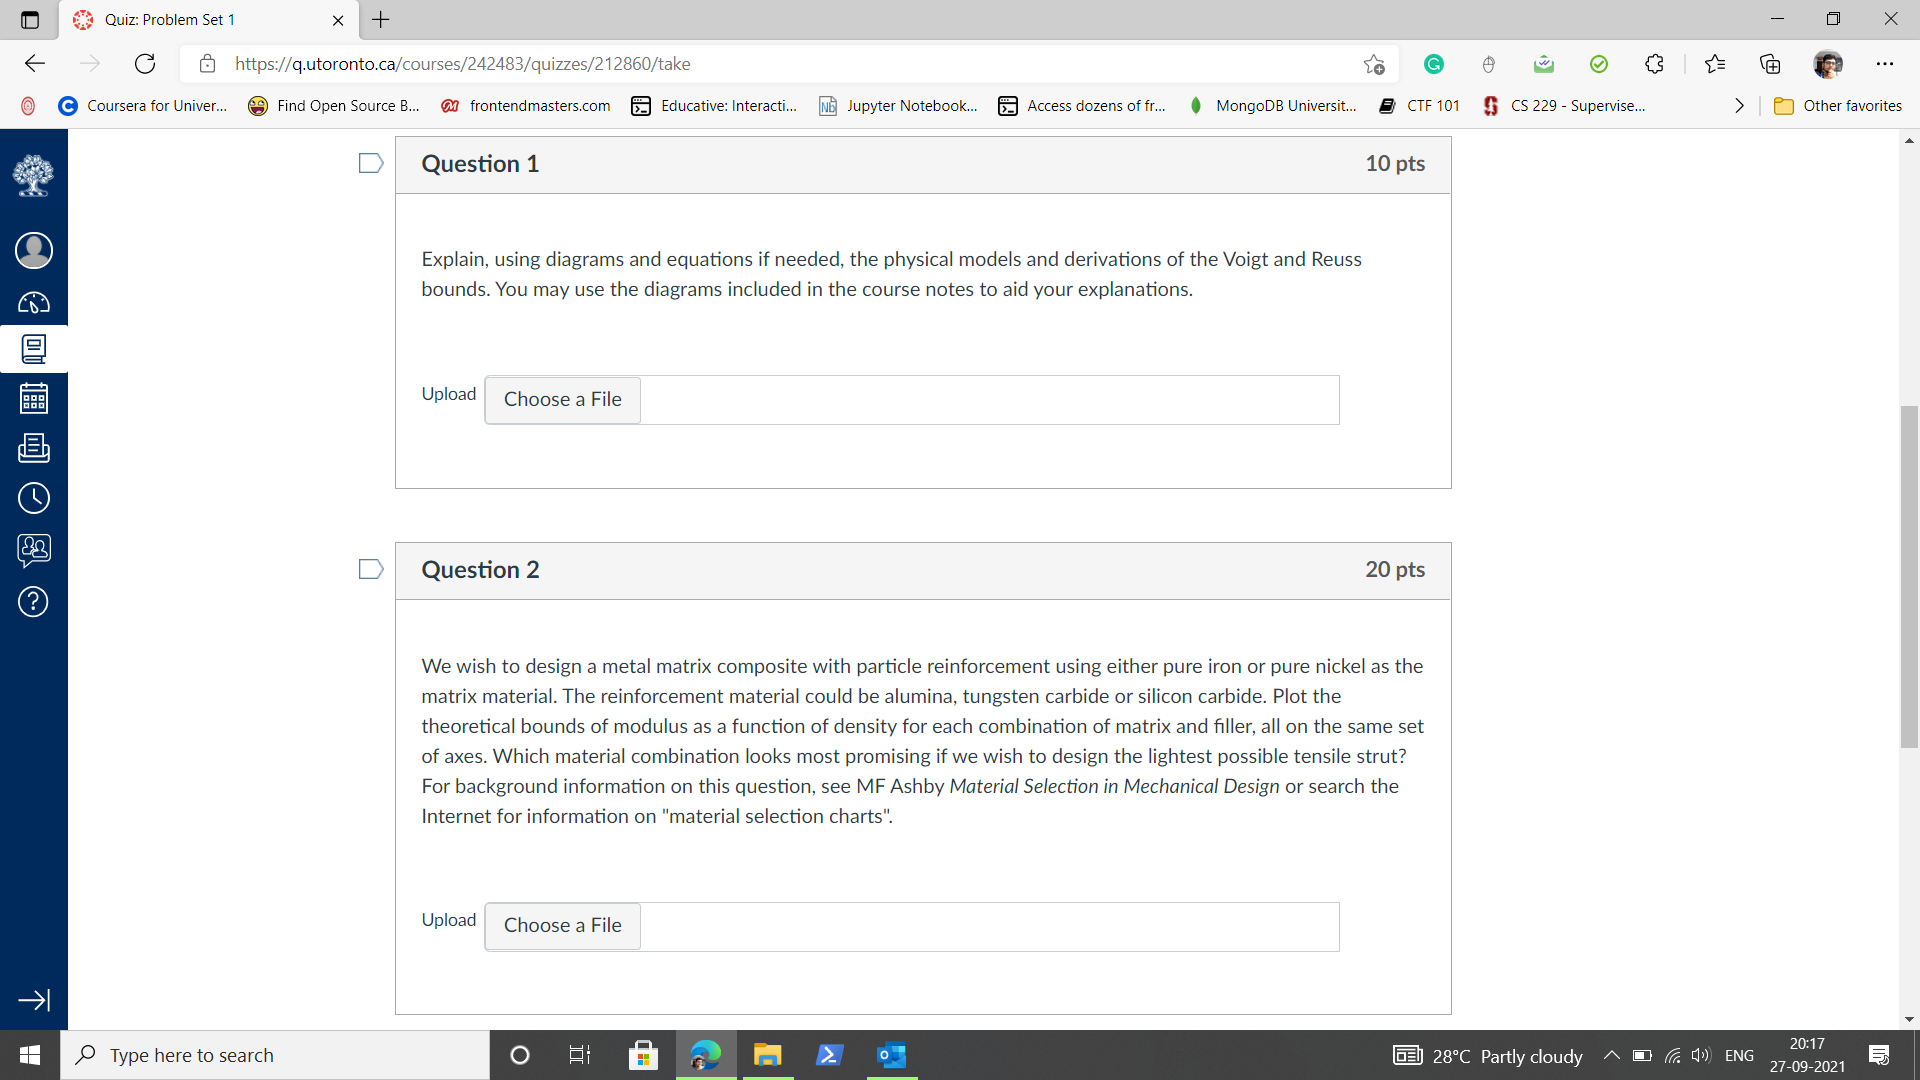 Quiz: Problem Set 1
https://q.utoronto.ca/courses/242483/quizzes/212860/take
Coursera for Univer...
Find Open Source B...
frontendmasters.com
Educative: Interacti...
Jupyter Notebook...
Access dozens of fr...
MongoDB Universit...
CTF 101
CS 229 - Supervise...
Other favorites
Question 1
10 pts
Explain, using diagrams and equations if needed, the physical models and derivations of the Voigt and Reuss
bounds. You may use the diagrams included in the course notes to aid your explanations.
Upload
Choose a File
Question 2
20 pts
We wish to design a metal matrix composite with particle reinforcement using either pure iron or pure nickel as the
matrix material. The reinforcement material could be alumina, tungsten carbide or silicon carbide. Plot the
theoretical bounds of modulus as a function of density for each combination of matrix and filler, all on the same set
of axes. Which material combination looks most promising if we wish to design the lightest possible tensile strut?
For background information on this question, see MF Ashby Material Selection in Mechanical Design or search the
Internet for information on "material selection charts".
Upload
Choose a File
Type here to search
28°C Partly cloudy
ENG
20:17
27-09-2021